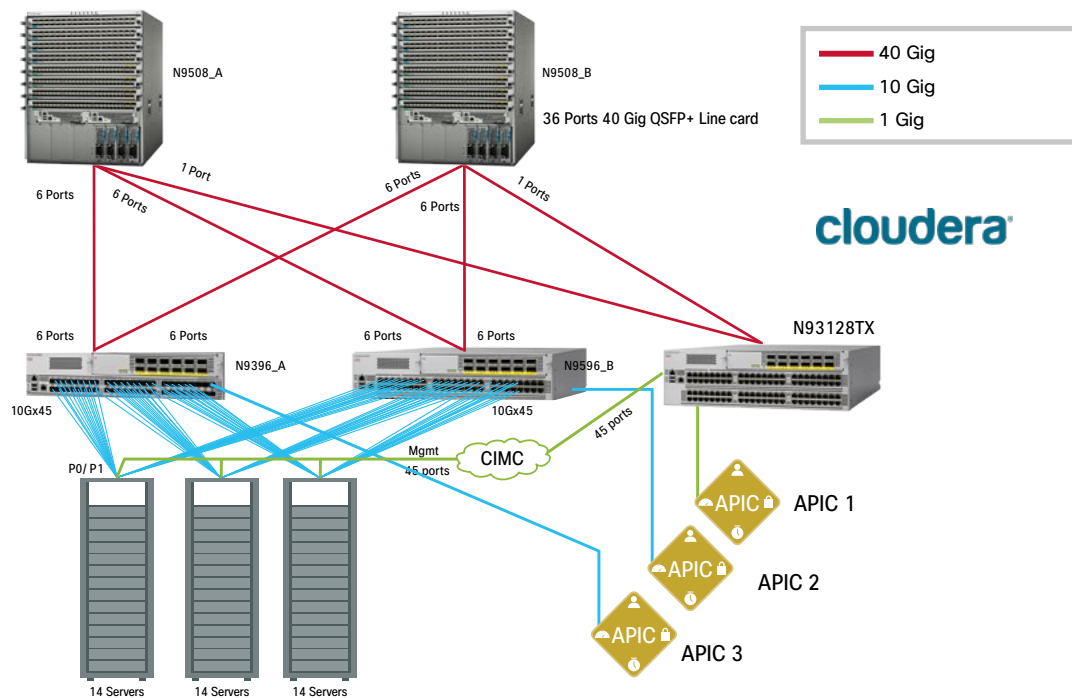 N9508_A
N9508_B
36 Ports 40 Gig QSFP+ Line card
40 Gig
10 Gig
1 Gig
cloudera
1 Port
6 Ports
6 Ports
6 Ports
6 Ports
1 Ports
N93128TX
6 Ports
6 Ports
N9396_A
6 Ports
6 Ports
N9596_B
10Gx45
10Gx45
45 ports
Mgmt
45 ports
CIMC
P0/ P1
APIC
APIC 1
APIC
APIC 2
APIC
APIC 3
14 Servers
14 Servers
14 Servers